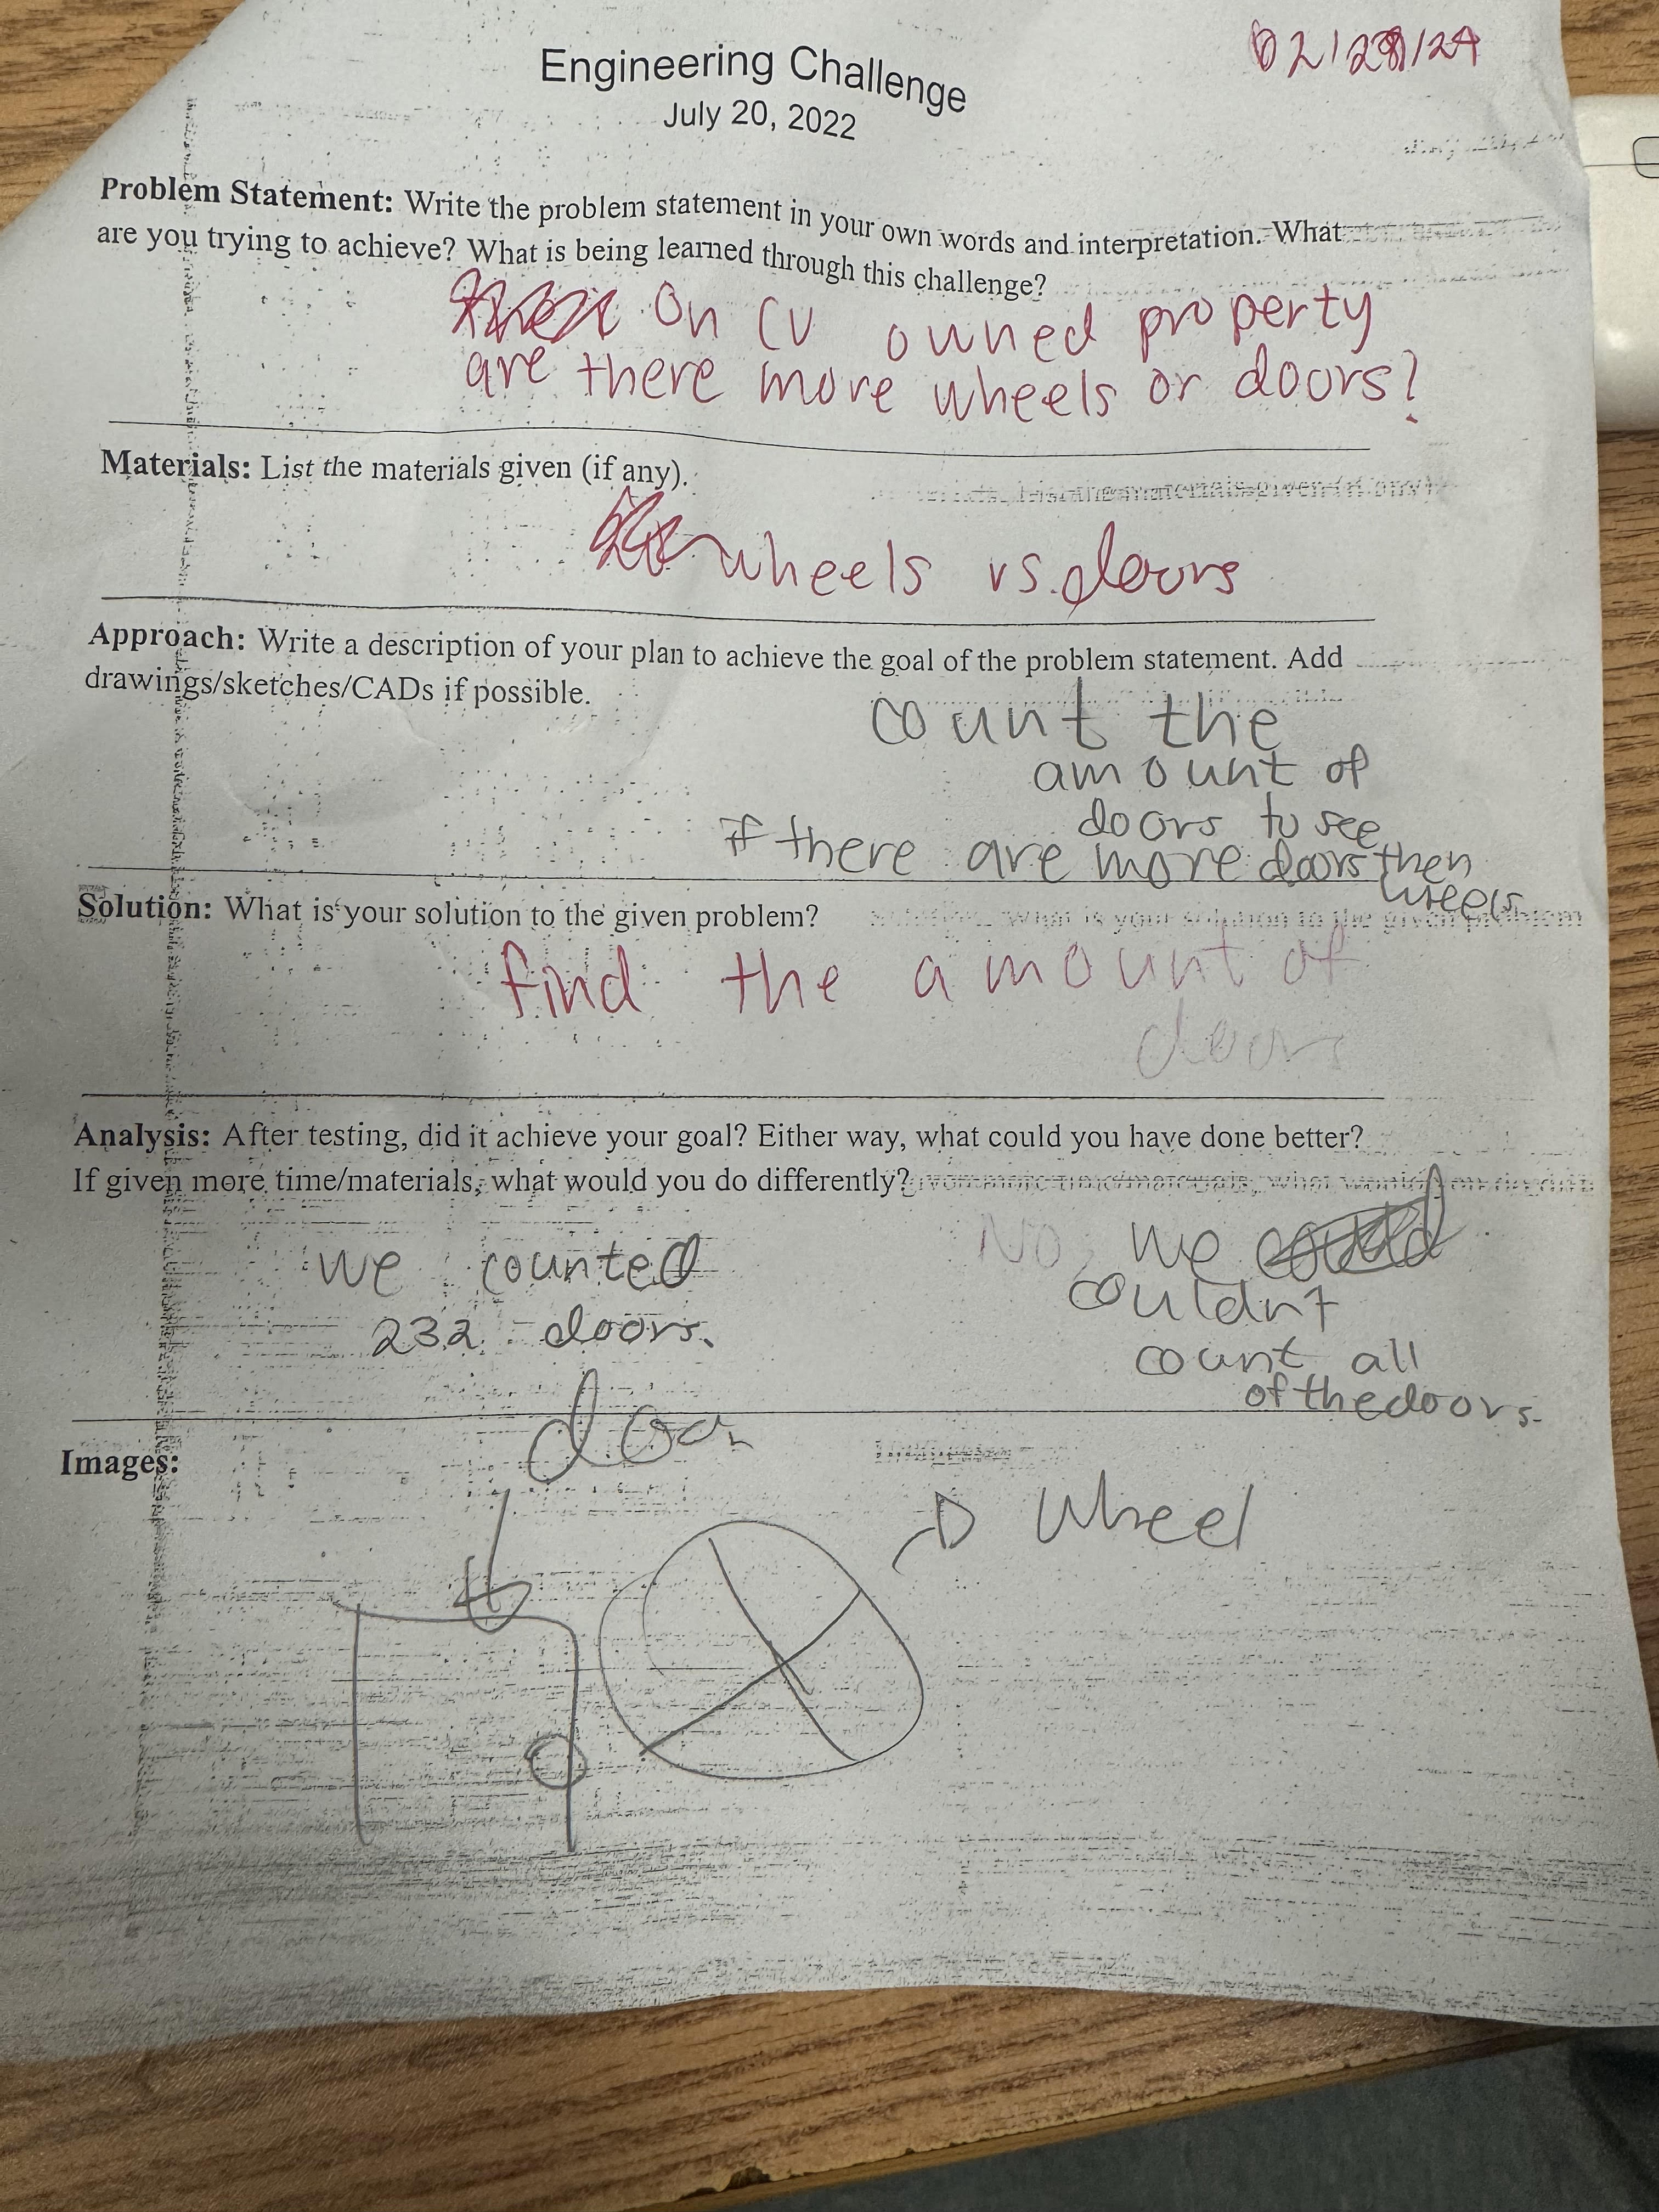 02/28/24
Engineering Challenge
July 20, 2022
Problem Statement: Write the problem statement in your own words and interpretation. What
are you trying to achieve? What is being learned through this challenge?
On CV owned property
are there more wheels or doors?
Materials: List the materials given (if any).
wheels vs. doors
Approach: Write a description of your plan to achieve the goal of the problem statement. Add
drawings/sketches/CADs if possible.
count the
amount of
doors to see
if there are more doors then
wheels
Solution: What is your solution to the given problem?
find the amount of
doors
Analysis: After testing, did it achieve your goal? Either way, what could you have done better?
If given more time/materials, what would you do differently?
we counted
232 doors.
No, we
couldnt
count all
of the doors.
Images:
door
Wheel